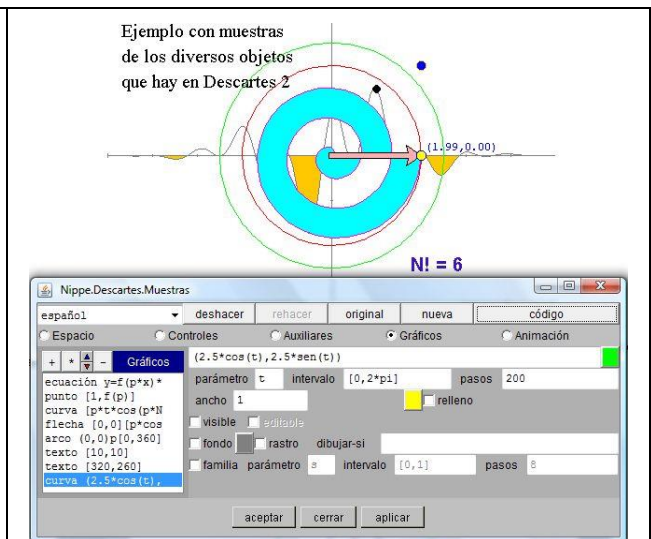 Ejemplo con muestras
de los diversos objetos
que hay en Descartes 2
(1.99,0.00)
N! = 6
Nippe.Descartes.Muestras
español deshacer rehacer original nueva código
Espacio Controles Auxiliares Gráficos Animación
+ * - Gráficos
(2.5*cos(t),2.5*sen(t))
ecuación y=f(p*x)*
punto [1,f(p)]
curva [p*t*cos(p*N
flecha [0,0][p*cos
arco (0,0)p[0,360]
texto [10,10]
texto [320,260]
curva (2.5*cos(t),
parámetro t intervalo [0,2*pi] pasos 200
ancho 1 relleno
visible editable
fondo rastro dibujar-si
familia parámetro s intervalo [0,1] pasos 8
aceptar cerrar aplicar